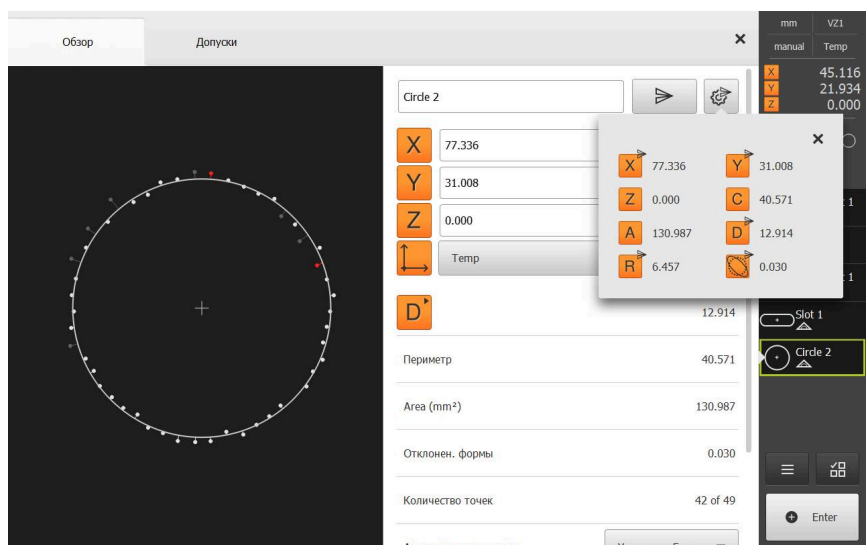 Обзор
Допуски
mm
VZ1
manual
Temp
X 45.116
Y 21.934
Z 0.000
Circle 2
X 77.336
Y 31.008
Z 0.000
Temp
X 77.336
Y 31.008
Z 0.000
C 40.571
A 130.987
D 12.914
R 6.457
0.030
D 12.914
Периметр 40.571
Area (mm²) 130.987
Отклонен. формы 0.030
Количество точек 42 of 49
t 1
t 1
Slot 1
Circle 2
Enter